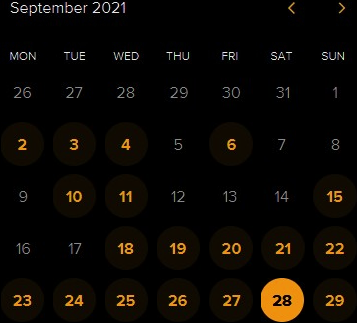 September 2021
MON TUE WED THU FRI SAT SUN
26 27 28 29 30 31 1
2 3 4 5 6 7 8
9 10 11 12 13 14 15
16 17 18 19 20 21 22
23 24 25 26 27 28 29